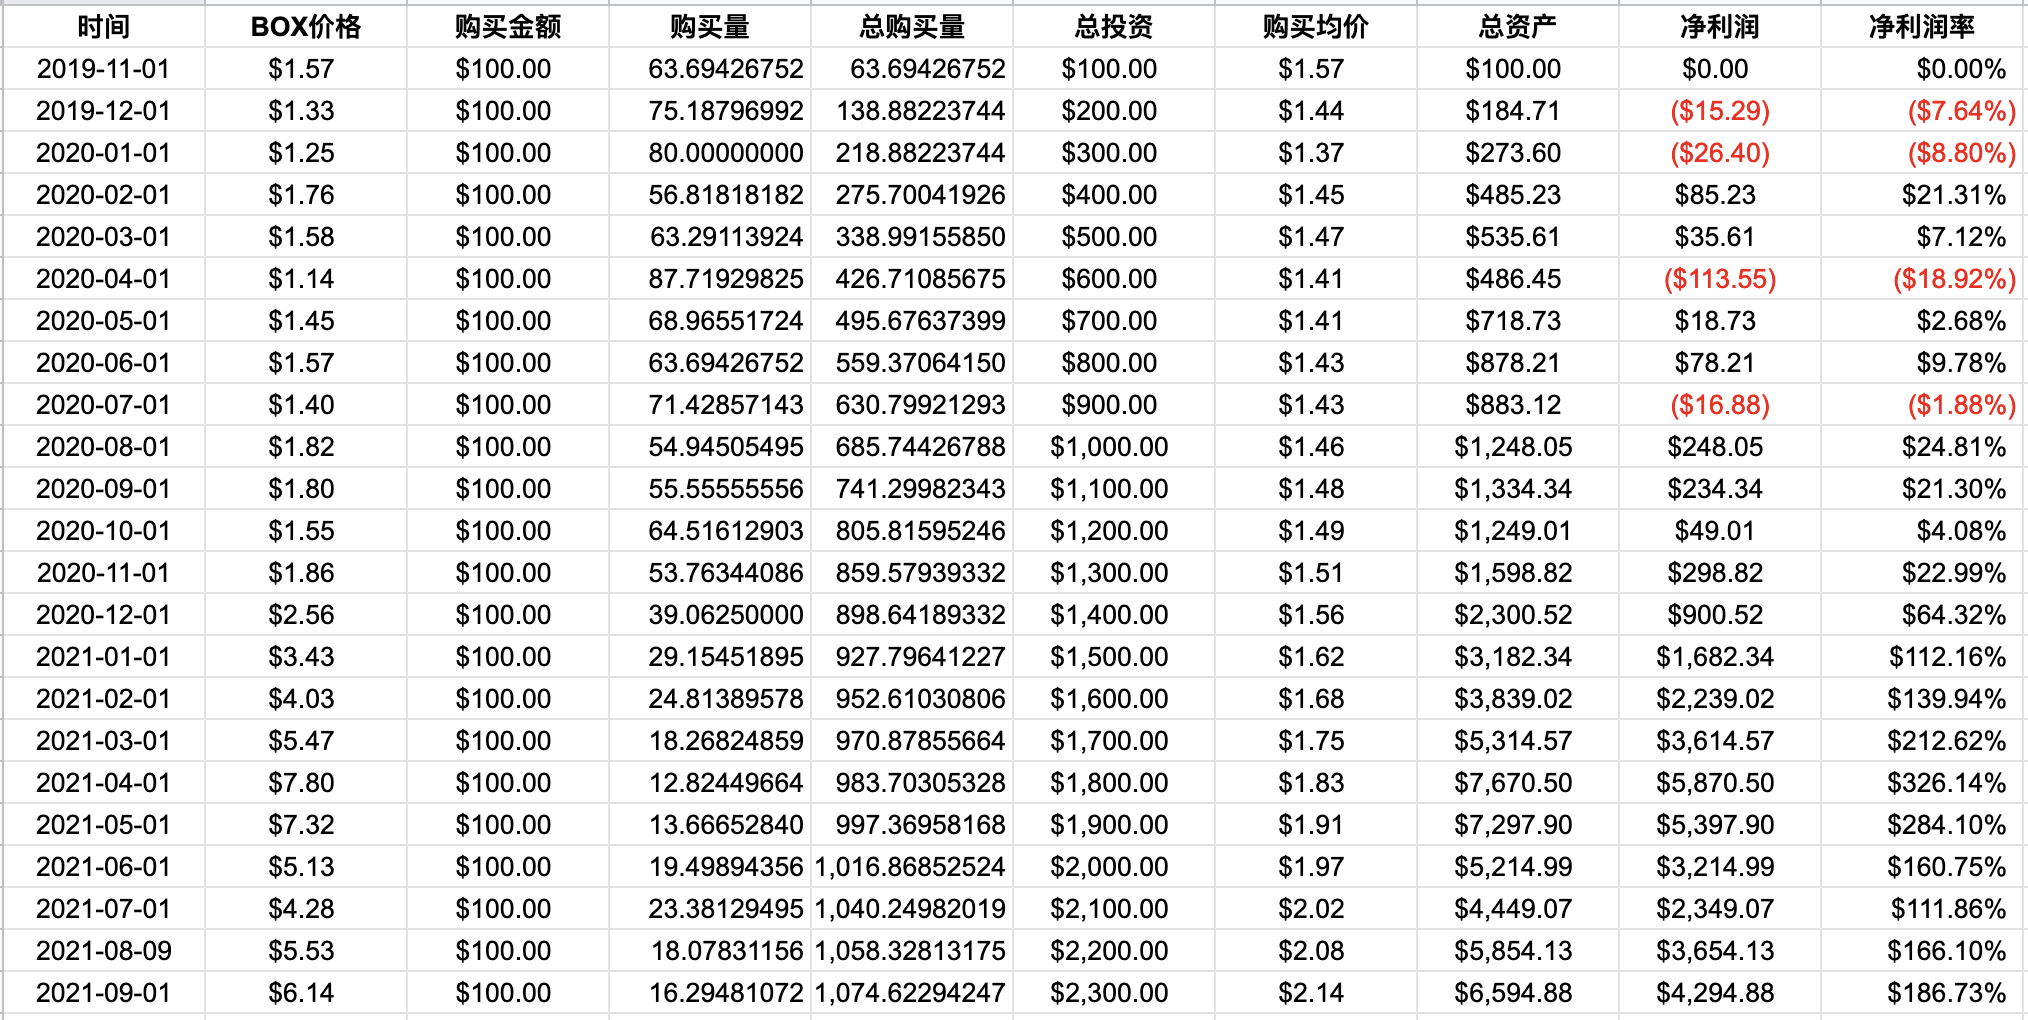 时间 BOX价格 购买金额 购买量 总购买量 总投资 购买均价 总资产 净利润 净利润率
2019-11-01 $1.57 $100.00 63.69426752 63.69426752 $100.00 $1.57 $100.00 $0.00 $0.00%
2019-12-01 $1.33 $100.00 75.18796992 138.88223744 $200.00 $1.44 $184.71 ($15.29) ($7.64%)
2020-01-01 $1.25 $100.00 80.00000000 218.88223744 $300.00 $1.37 $273.60 ($26.40) ($8.80%)
2020-02-01 $1.76 $100.00 56.81818182 275.70041926 $400.00 $1.45 $485.23 $85.23 $21.31%
2020-03-01 $1.58 $100.00 63.29113924 338.99155850 $500.00 $1.47 $535.61 $35.61 $7.12%
2020-04-01 $1.14 $100.00 87.71929825 426.71085675 $600.00 $1.41 $486.45 ($113.55) ($18.92%)
2020-05-01 $1.45 $100.00 68.96551724 495.67637399 $700.00 $1.41 $718.73 $18.73 $2.68%
2020-06-01 $1.57 $100.00 63.69426752 559.37064150 $800.00 $1.43 $878.21 $78.21 $9.78%
2020-07-01 $1.40 $100.00 71.42857143 630.79921293 $900.00 $1.43 $883.12 ($16.88) ($1.88%)
2020-08-01 $1.82 $100.00 54.94505495 685.74426788 $1,000.00 $1.46 $1,248.05 $248.05 $24.81%
2020-09-01 $1.80 $100.00 55.55555556 741.29982343 $1,100.00 $1.48 $1,334.34 $234.34 $21.30%
2020-10-01 $1.55 $100.00 64.51612903 805.81595246 $1,200.00 $1.49 $1,249.01 $49.01 $4.08%
2020-11-01 $1.86 $100.00 53.76344086 859.57939332 $1,300.00 $1.51 $1,598.82 $298.82 $22.99%
2020-12-01 $2.56 $100.00 39.06250000 898.64189332 $1,400.00 $1.56 $2,300.52 $900.52 $64.32%
2021-01-01 $3.43 $100.00 29.15451895 927.79641227 $1,500.00 $1.62 $3,182.34 $1,682.34 $112.16%
2021-02-01 $4.03 $100.00 24.81389578 952.61030806 $1,600.00 $1.68 $3,839.02 $2,239.02 $139.94%
2021-03-01 $5.47 $100.00 18.26824859 970.87855664 $1,700.00 $1.75 $5,314.57 $3,614.57 $212.62%
2021-04-01 $7.80 $100.00 12.82449664 983.70305328 $1,800.00 $1.83 $7,670.50 $5,870.50 $326.14%
2021-05-01 $7.32 $100.00 13.66652840 997.36958168 $1,900.00 $1.91 $7,297.90 $5,397.90 $284.10%
2021-06-01 $5.13 $100.00 19.49894356 1,016.86852524 $2,000.00 $1.97 $5,214.99 $3,214.99 $160.75%
2021-07-01 $4.28 $100.00 23.38129495 1,040.24982019 $2,100.00 $2.02 $4,449.07 $2,349.07 $111.86%
2021-08-09 $5.53 $100.00 18.07831156 1,058.32813175 $2,200.00 $2.08 $5,854.13 $3,654.13 $166.10%
2021-09-01 $6.14 $100.00 16.29481072 1,074.62294247 $2,300.00 $2.14 $6,594.88 $4,294.88 $186.73%